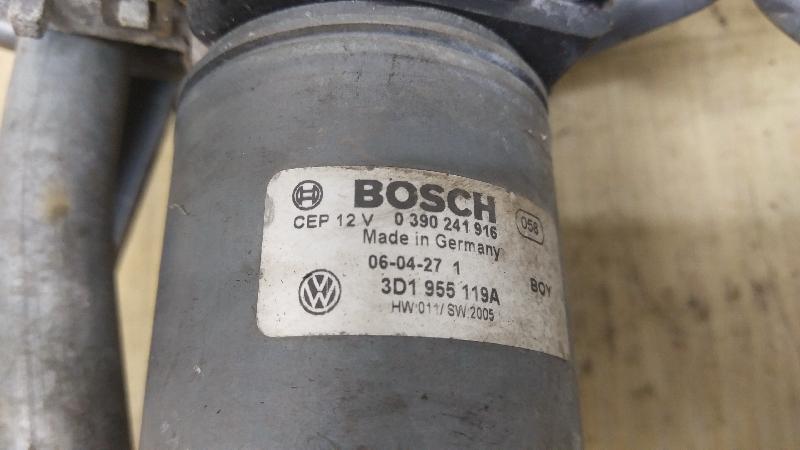 BOSCH
CEP 12 V 0 390 241 916 058
Made in Germany
06-04-27 1
3D1 955 119A BOY
HW:011/ SW:2005